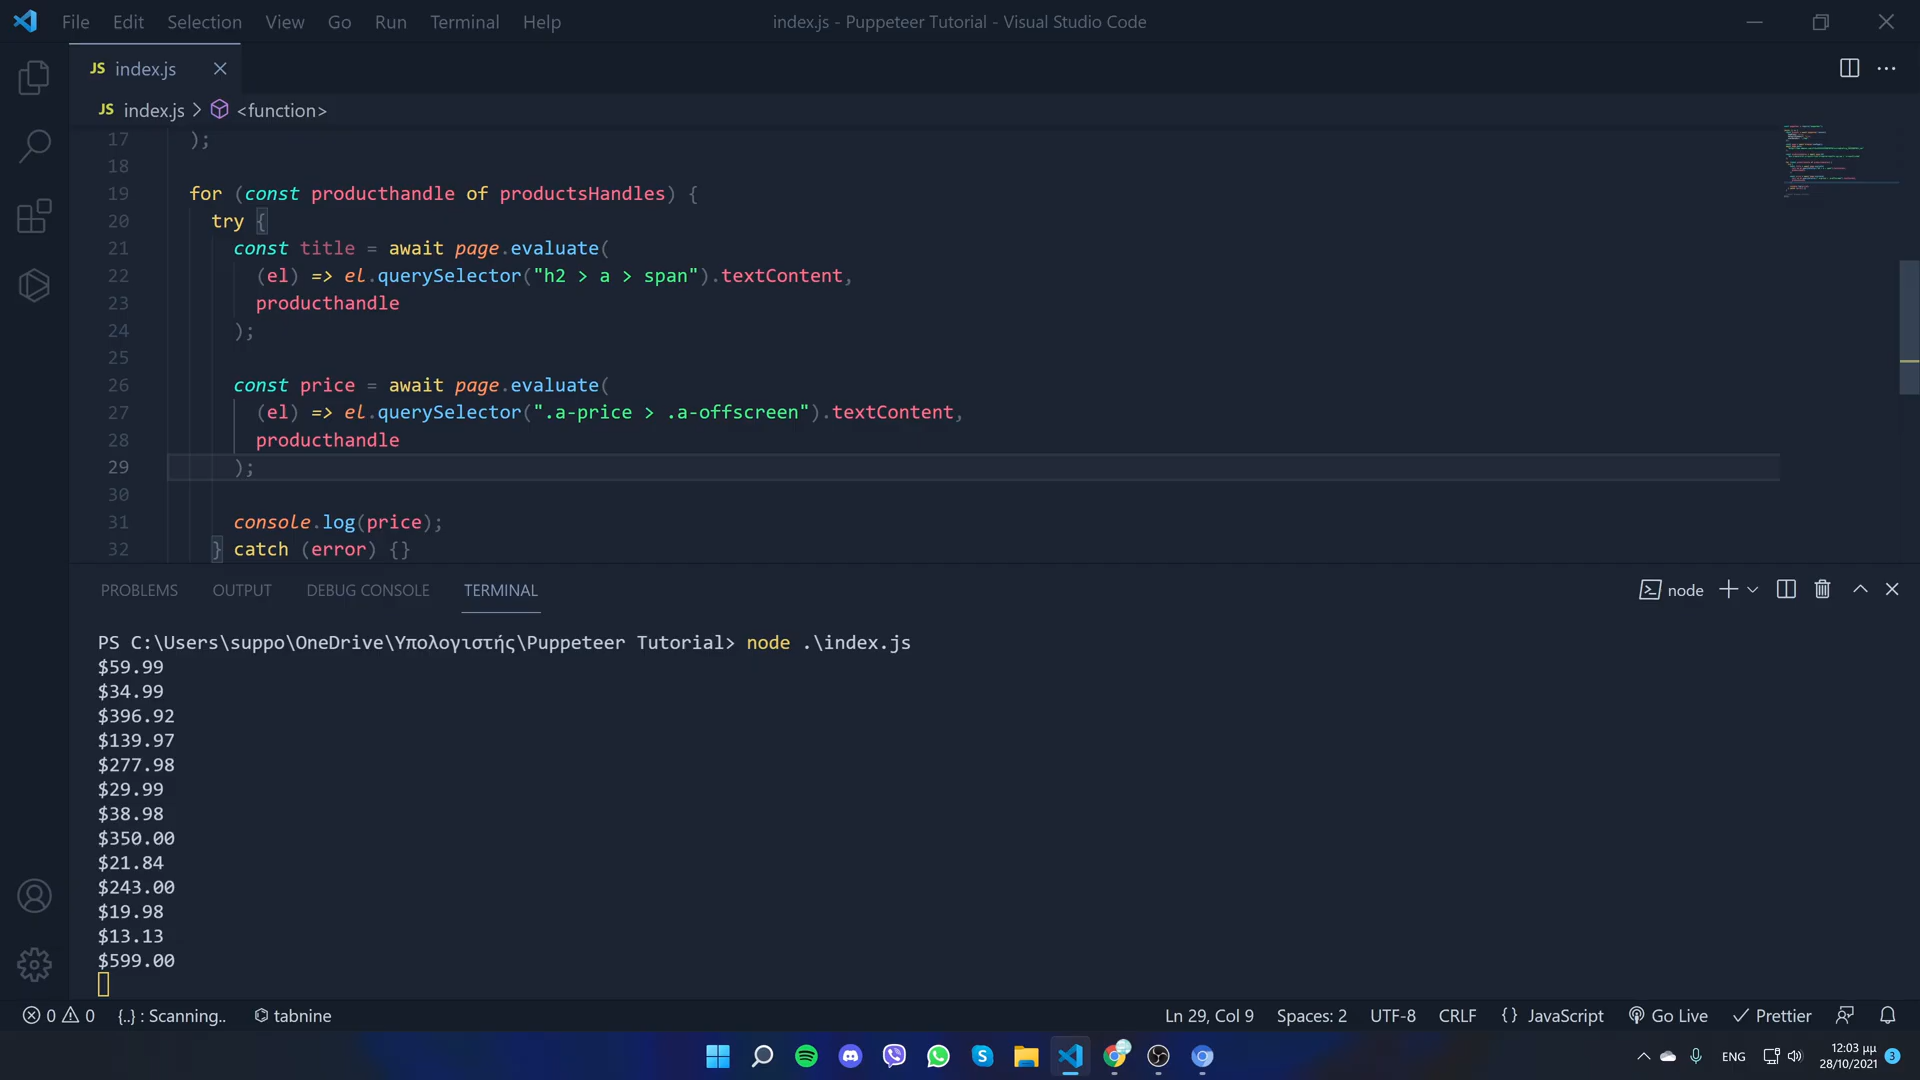 File Edit Selection View Go Run Terminal Help
index.js - Puppeteer Tutorial - Visual Studio Code
JS index.js
JS index.js > <function>
17 );
18
19 for (const producthandle of productsHandles) {
20 try {
21 const title = await page.evaluate(
22 (el) => el.querySelector("h2 > a > span").textContent,
23 producthandle
24 );
25
26 const price = await page.evaluate(
27 (el) => el.querySelector(".a-price > .a-offscreen").textContent,
28 producthandle
29 );
30
31 console.log(price);
32 } catch (error) {}
PROBLEMS OUTPUT DEBUG CONSOLE TERMINAL
node
PS C:\Users\suppo\OneDrive\Υπολογιστής\Puppeteer Tutorial> node .\index.js
$59.99
$34.99
$396.92
$139.97
$277.98
$29.99
$38.98
$350.00
$21.84
$243.00
$19.98
$13.13
$599.00
0 0 {..} : Scanning.. tabnine
Ln 29, Col 9 Spaces: 2 UTF-8 CRLF {} JavaScript Go Live Prettier
ENG
12:03 μμ
28/10/2021
3